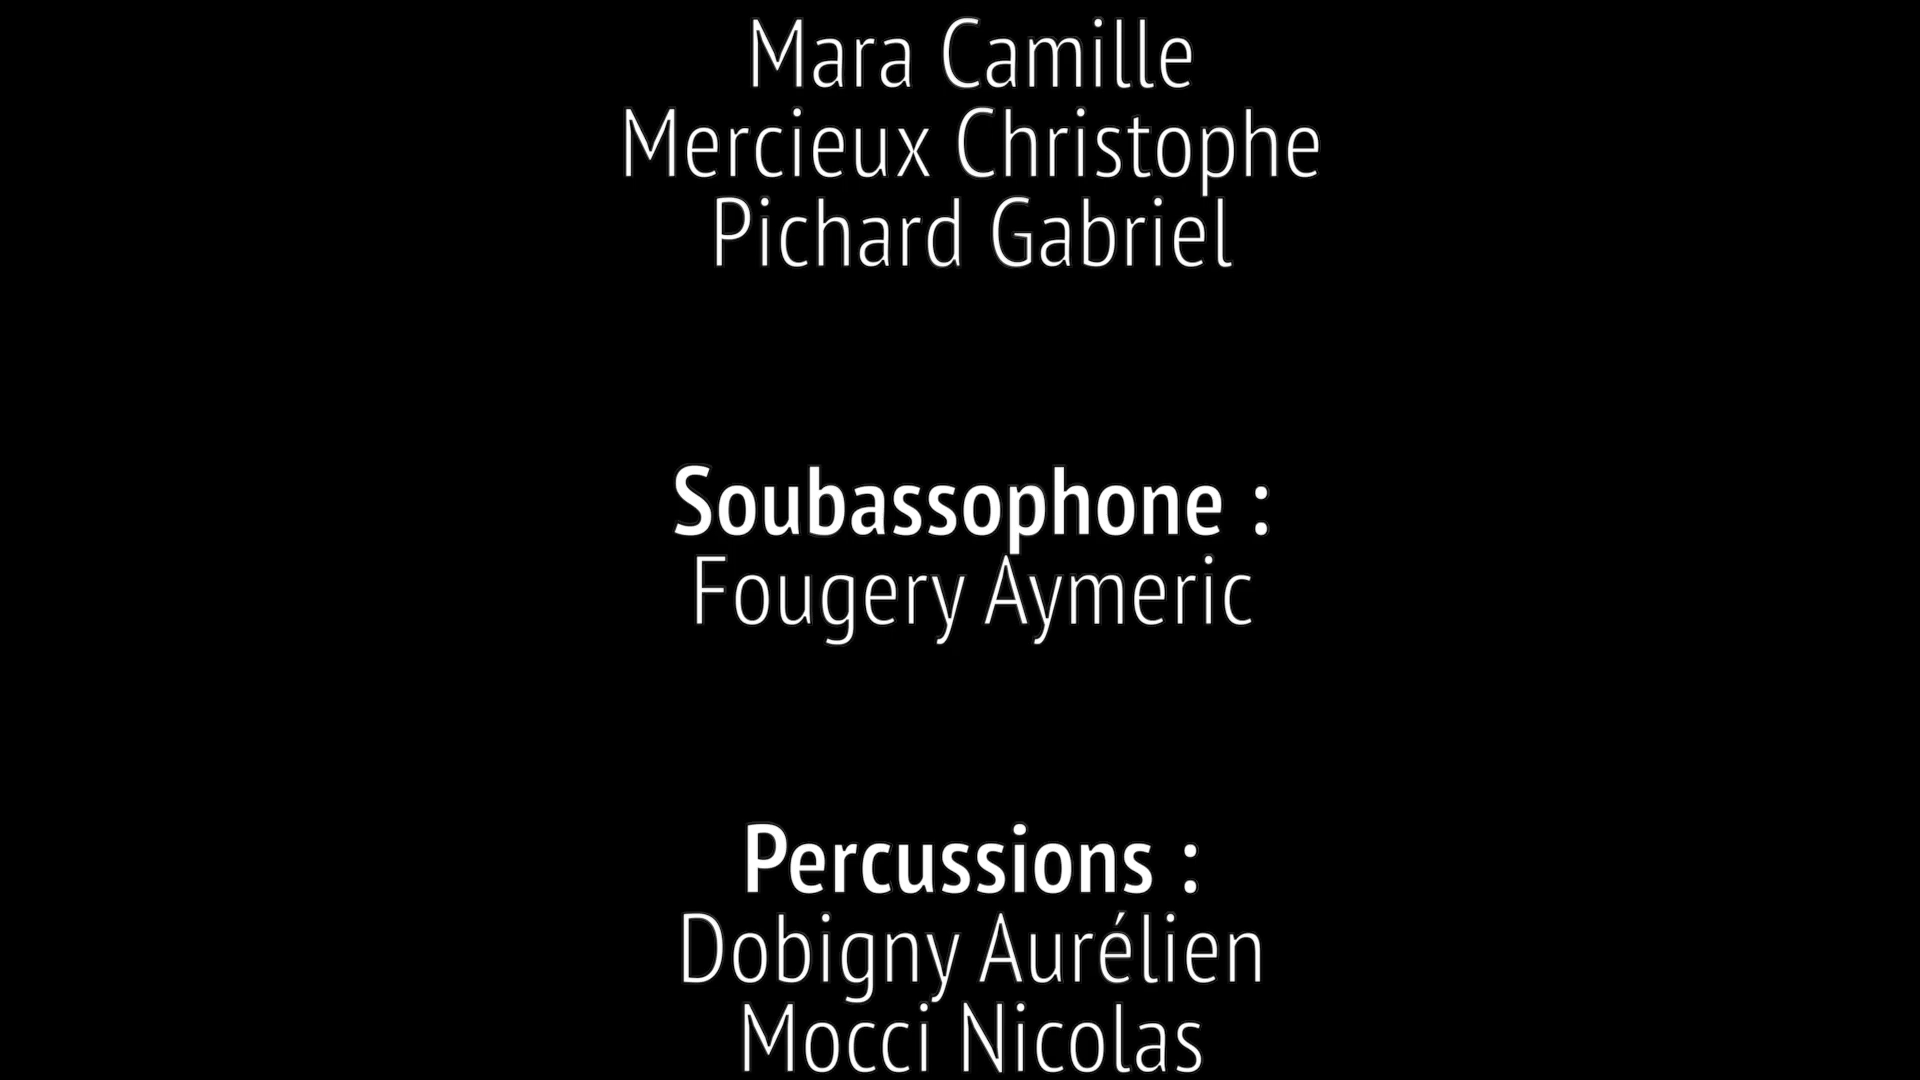 Mara Camille
Mercieux Christophe
Pichard Gabriel
Soubassophone :
Fougery Aymeric
Percussions :
Dobigny Aurélien
Mocci Nicolas